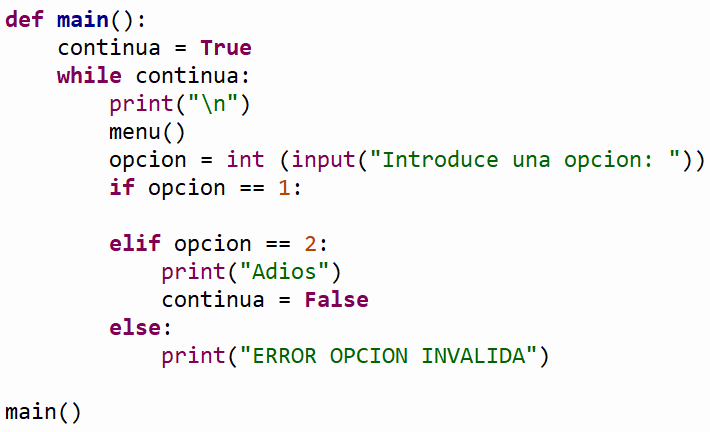 def main():
    continua = True
    while continua:
        print("\n")
        menu()
        opcion = int (input("Introduce una opcion: "))
        if opcion == 1:

        elif opcion == 2:
            print("Adios")
            continua = False
        else:
            print("ERROR OPCION INVALIDA")

main()